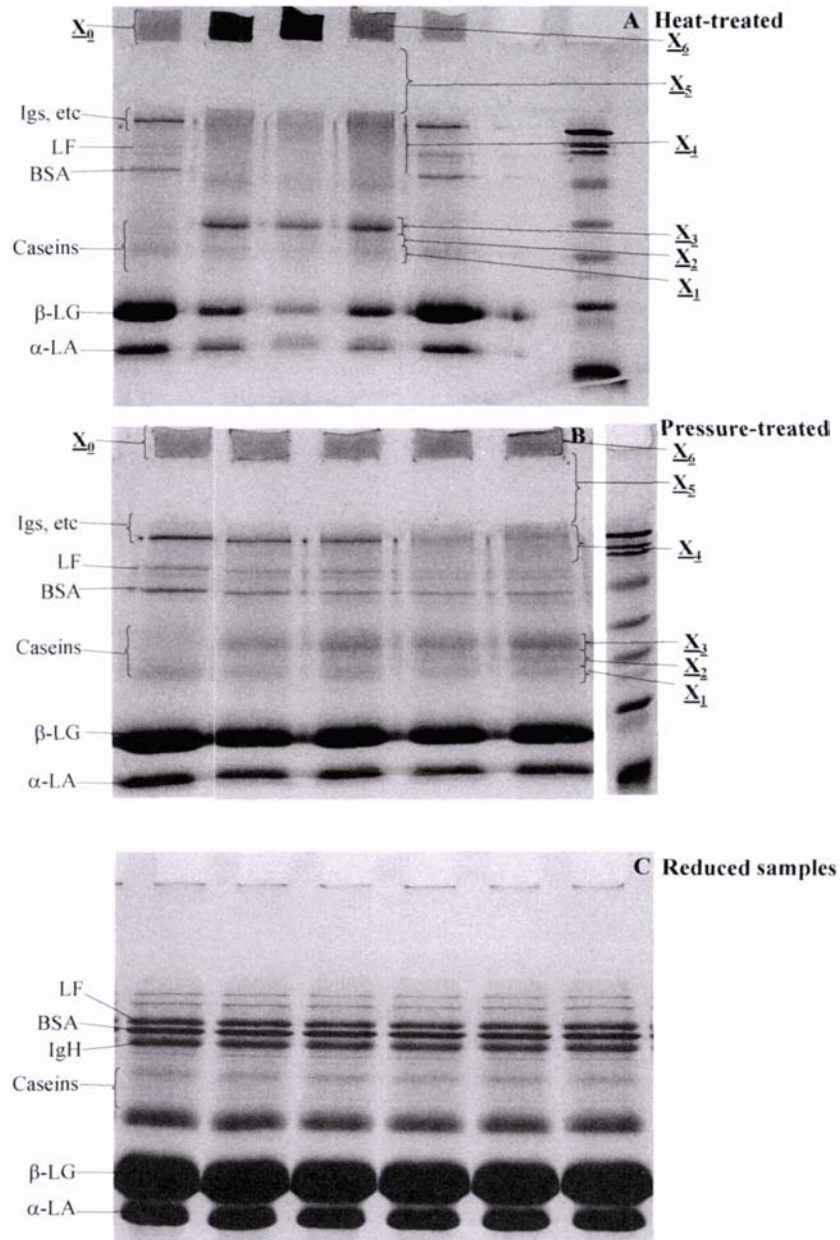 A Heat-treated
X0
X6
X5
Igs, etc
LF
X4
BSA
X3
Caseins
X2
X1
β-LG
α-LA
B Pressure-treated
X0
X6
X5
Igs, etc
X4
LF
BSA
Caseins
X3
X2
X1
β-LG
α-LA
C Reduced samples
LF
BSA
IgH
Caseins
β-LG
α-LA